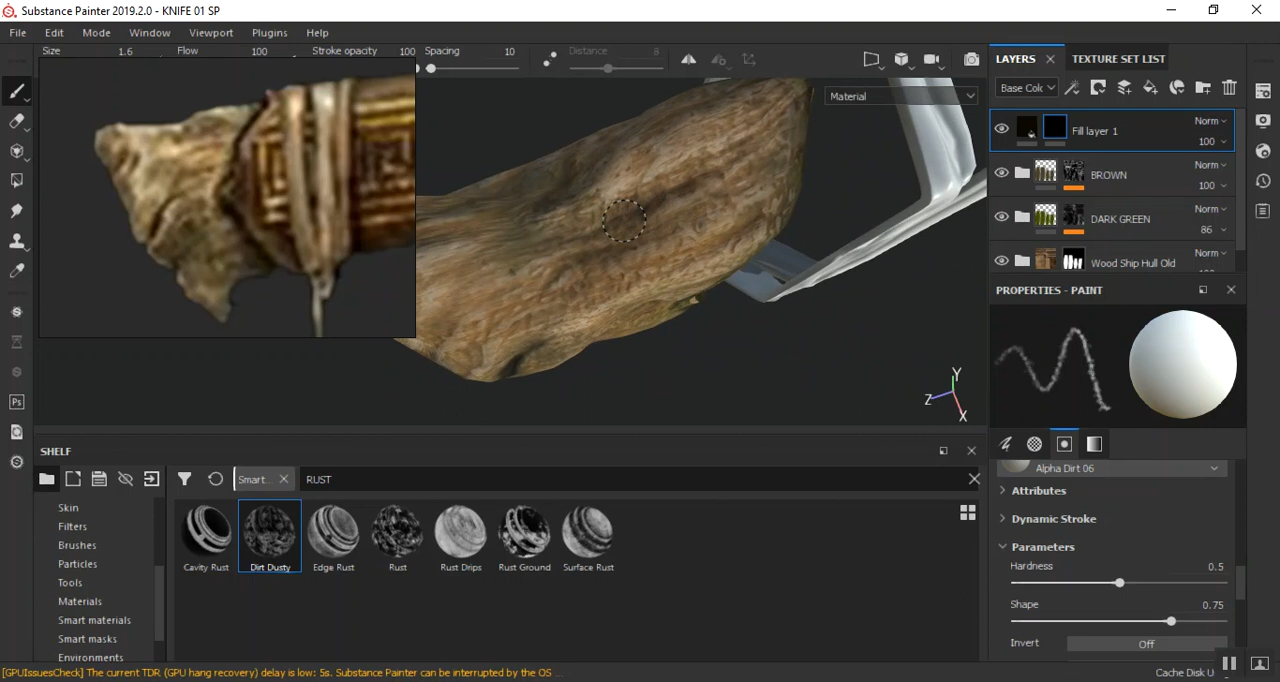 Substance Painter 2019.2.0 - KNIFE 01 SP
File Edit Mode Window Viewport Plugins Help
Size 1.6 Flow 100 Stroke opacity 100 Spacing 10 Distance 8
LAYERS TEXTURE SET LIST
Material
Base Col
Norm
Fill layer 1
100
Norm
BROWN
100
Norm
DARK GREEN
86
Norm
Wood Ship Hull Old
PROPERTIES - PAINT
Y
Z
X
Ps
SHELF
Smart... RUST
Skin
Filters
Brushes
Particles
Tools
Materials
Smart materials
Smart masks
Environments
Cavity Rust Dirt Dusty Edge Rust Rust Rust Drips Rust Ground Surface Rust
Alpha Dirt 06
Attributes
Dynamic Stroke
Parameters
Hardness 0.5
Shape 0.75
Invert Off
[GPUIssuesCheck] The current TDR (GPU hang recovery) delay is low: 5s. Substance Painter can be interrupted by the OS ...
Cache Disk U